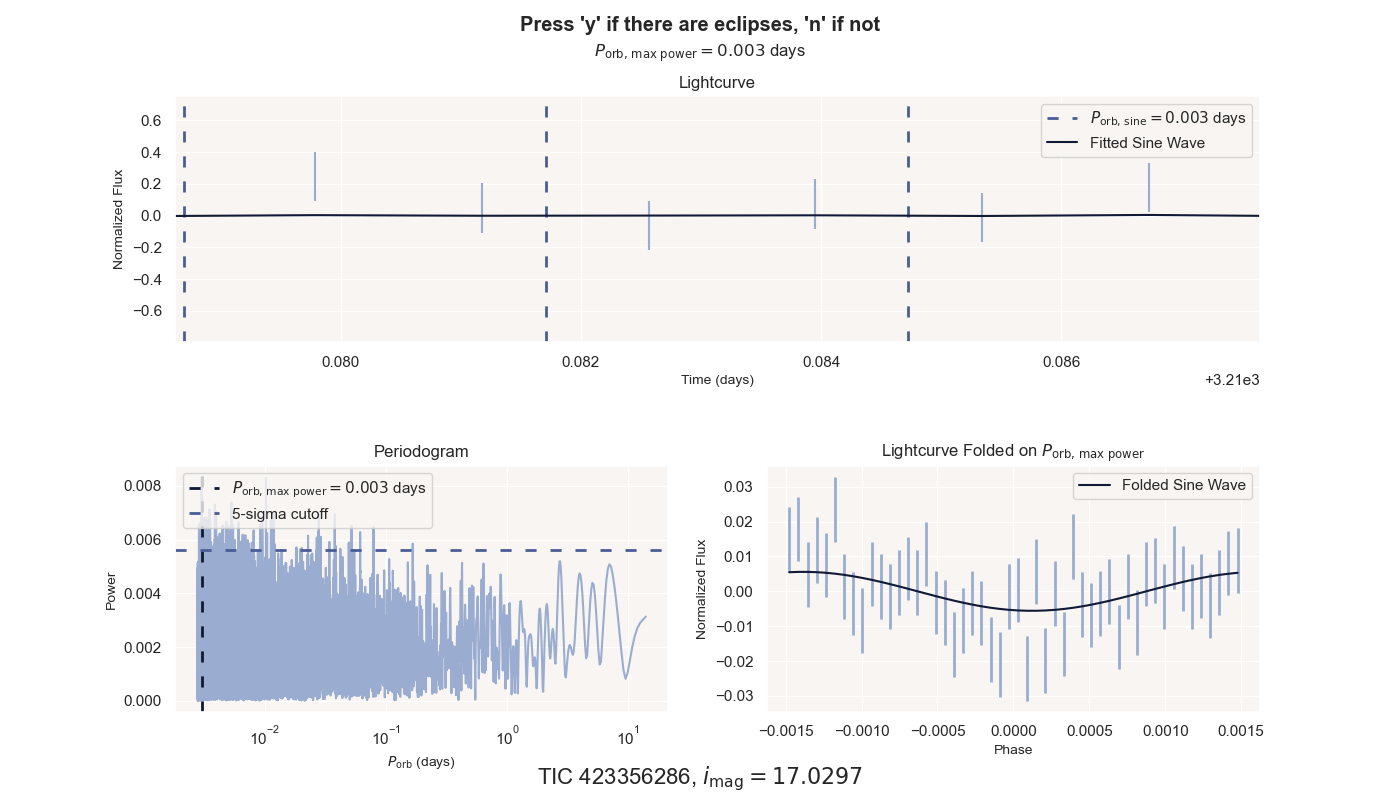 Press 'y' if there are eclipses, 'n' if not
P_orb, max power = 0.003 days
Lightcurve
Normalized Flux
0.6
0.4
0.2
0.0
−0.2
−0.4
−0.6
P_orb, sine = 0.003 days
Fitted Sine Wave
0.080 0.082 0.084 0.086
Time (days)
+3.21e3
Periodogram
Power
0.008
0.006
0.004
0.002
0.000
P_orb, max power = 0.003 days
5-sigma cutoff
10^−2 10^−1 10^0 10^1
P_orb (days)
Lightcurve Folded on P_orb, max power
Normalized Flux
0.03
0.02
0.01
0.00
−0.01
−0.02
−0.03
Folded Sine Wave
−0.0015 −0.0010 −0.0005 0.0000 0.0005 0.0010 0.0015
Phase
TIC 423356286, i_mag = 17.0297